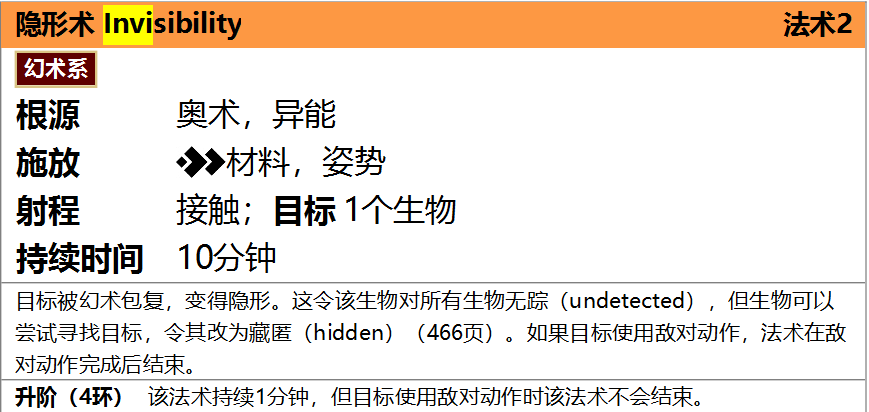 隐形术 Invisibility 法术2
幻术系
根源 奥术，异能
施放 材料，姿势
射程 接触；目标 1个生物
持续时间 10分钟
目标被幻术包复，变得隐形。这令该生物对所有生物无踪（undetected），但生物可以
尝试寻找目标，令其改为藏匿（hidden）（466页）。如果目标使用敌对动作，法术在敌
对动作完成后结束。
升阶（4环） 该法术持续1分钟，但目标使用敌对动作时该法术不会结束。